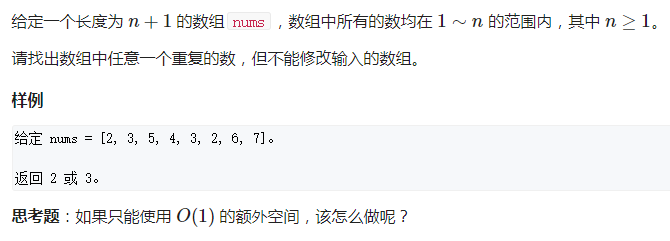 给定一个长度为 n + 1 的数组 nums ，数组中所有的数均在 1 ∼ n 的范围内，其中 n ≥ 1。
请找出数组中任意一个重复的数，但不能修改输入的数组。
样例
给定 nums = [2, 3, 5, 4, 3, 2, 6, 7]。
返回 2 或 3。
思考题：如果只能使用 O(1) 的额外空间，该怎么做呢？